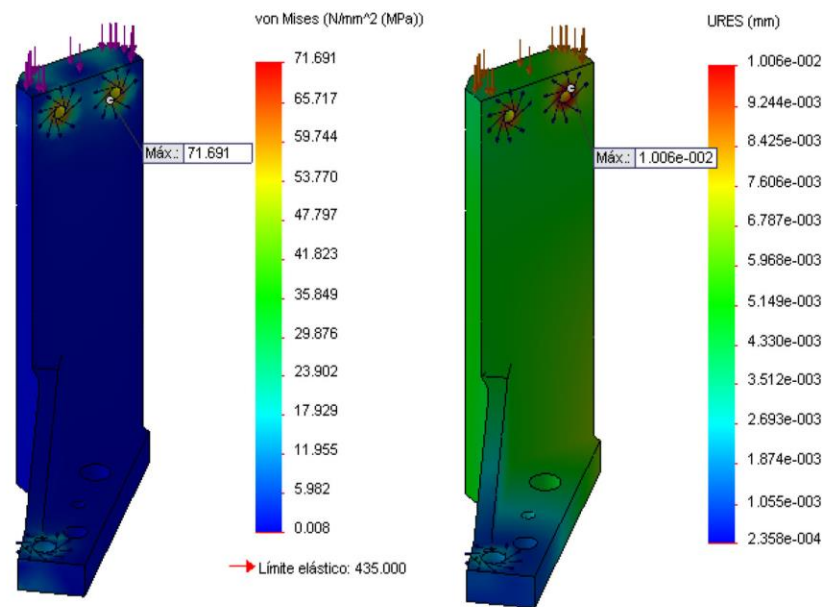 von Mises (N/mm^2 (MPa))
71.691
65.717
59.744
53.770
47.797
41.823
35.849
29.876
23.902
17.929
11.955
5.982
0.008
Límite elástico: 435.000
Máx.: 71.691
URES (mm)
1.006e-002
9.244e-003
8.425e-003
7.606e-003
6.787e-003
5.968e-003
5.149e-003
4.330e-003
3.512e-003
2.693e-003
1.874e-003
1.055e-003
2.358e-004
Máx.: 1.006e-002